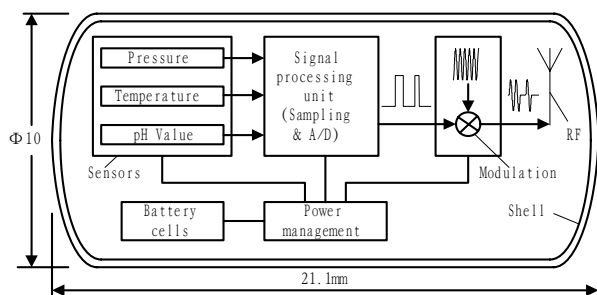 Pressure
Temperature
pH Value
Sensors
Signal
processing
unit
(Sampling
& A/D)
Modulation
RF
Φ10
Battery
cells
Power
management
Shell
21.1mm